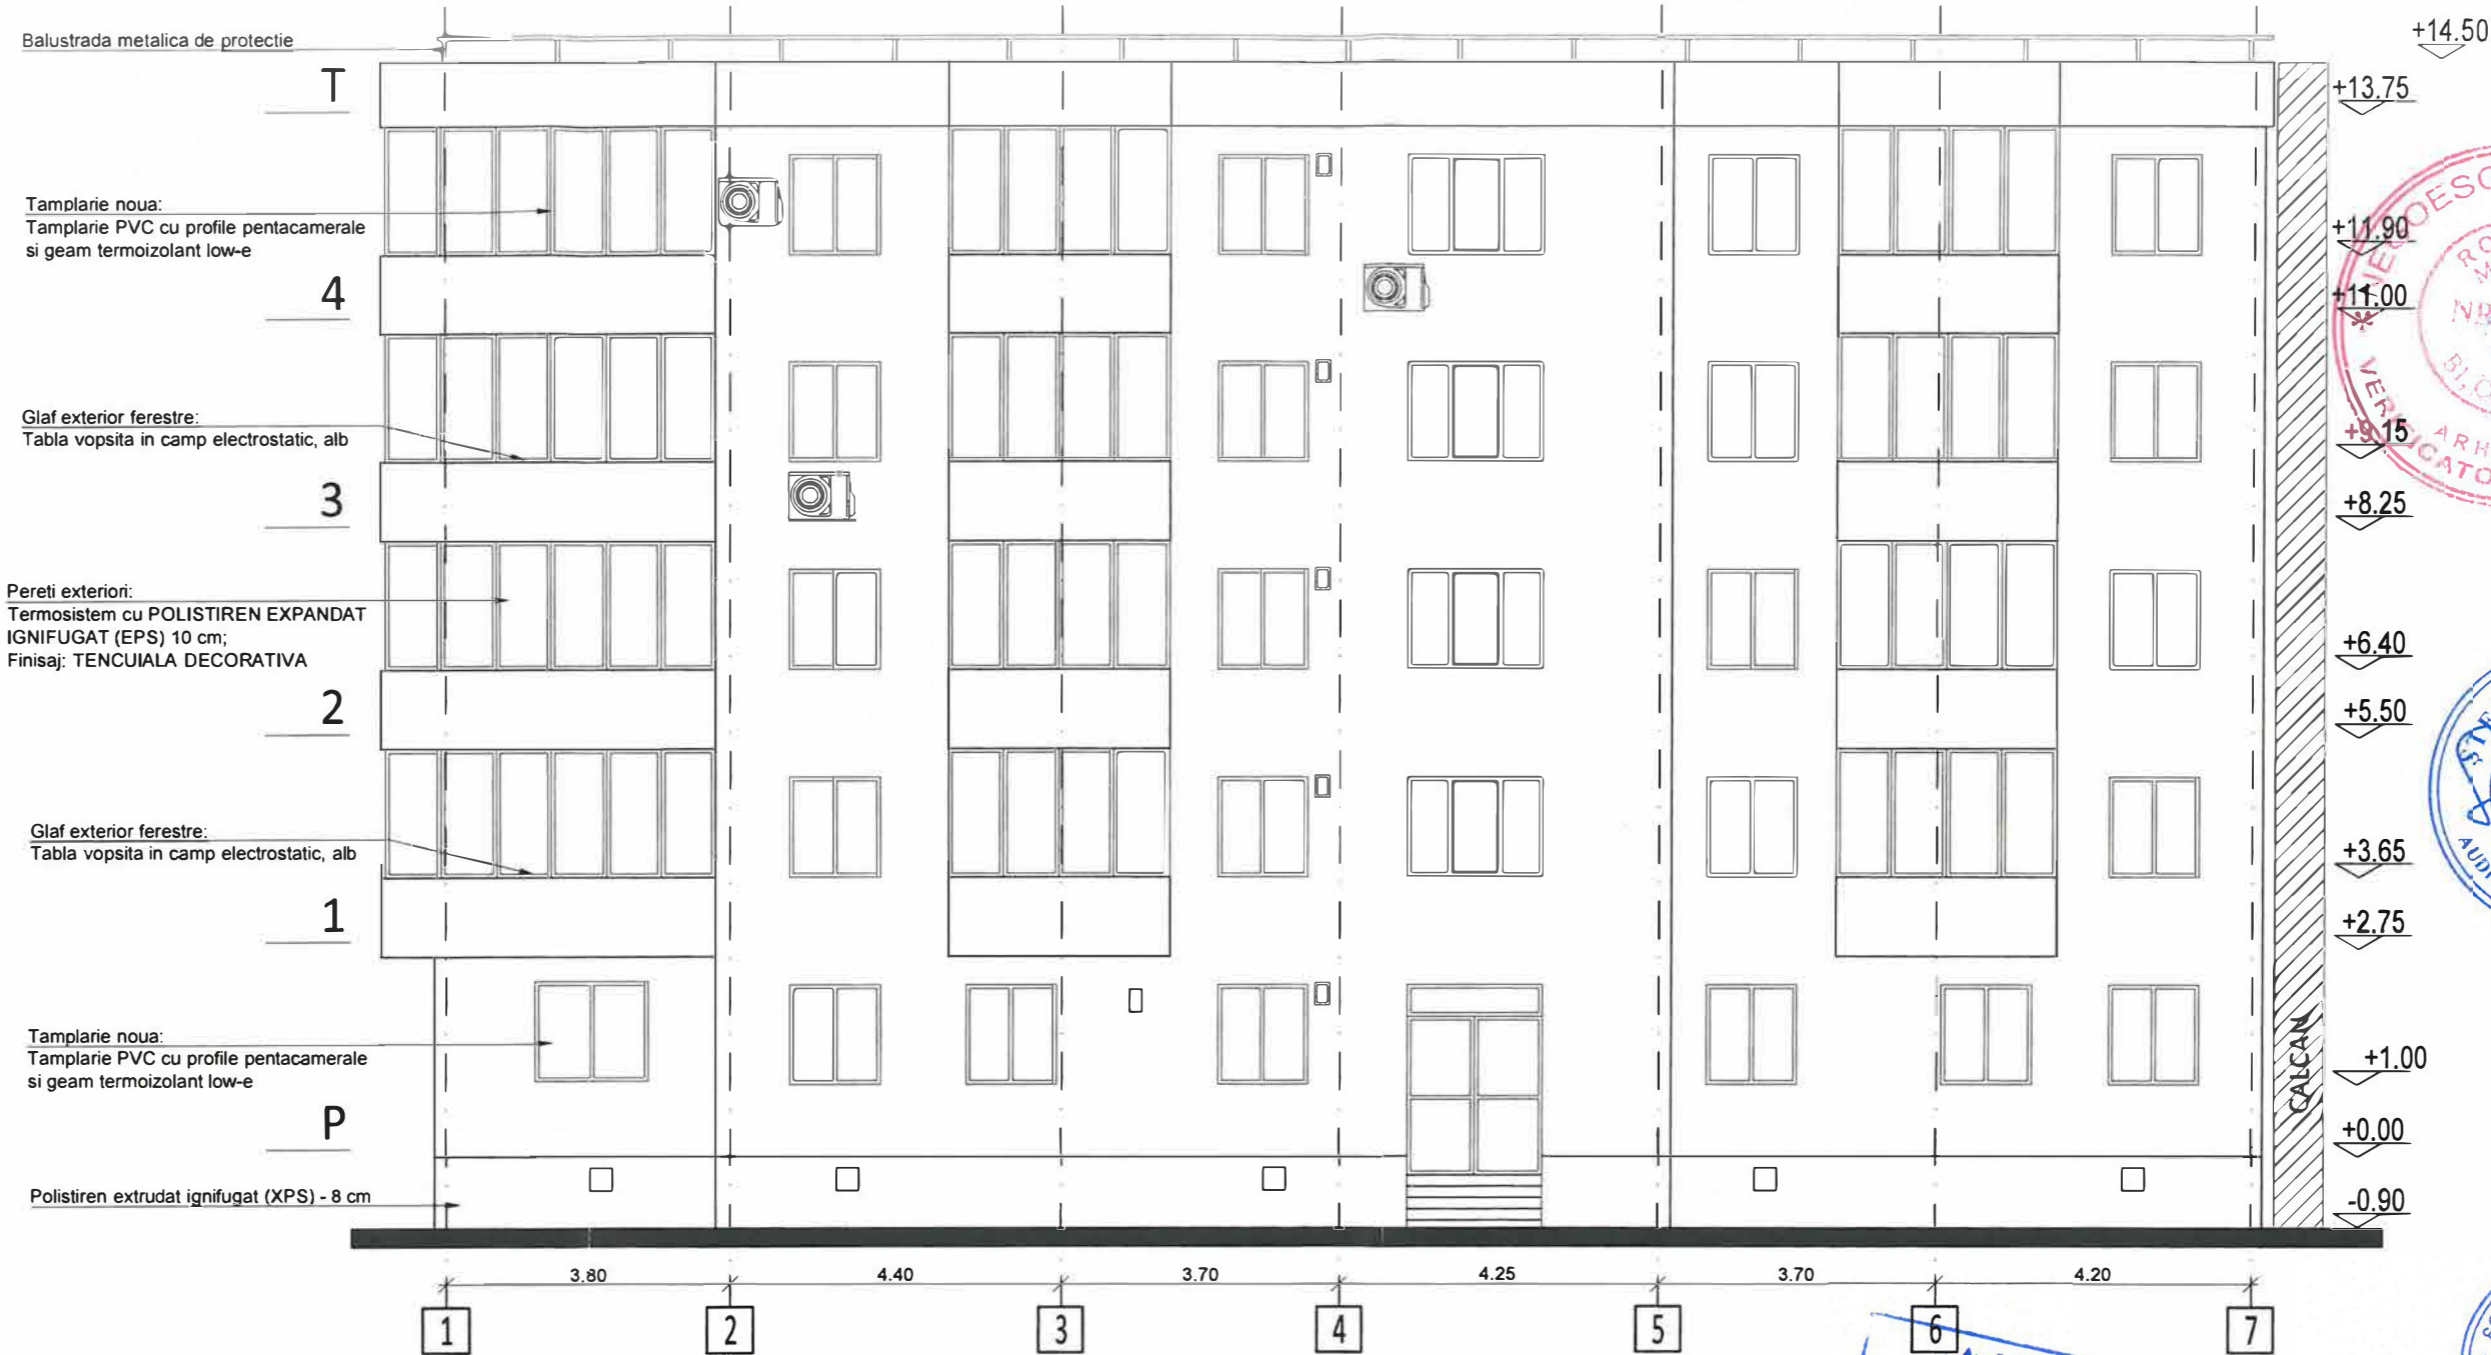 Balustrada metalica de protectie
T
Tamplarie noua:
Tamplarie PVC cu profile pentacamerale
si geam termoizolant low-e
4
Glaf exterior ferestre:
Tabla vopsita in camp electrostatic, alb
3
Pereti exteriori:
Termosistem cu POLISTIREN EXPANDAT
IGNIFUGAT (EPS) 10 cm;
Finisaj: TENCUIALA DECORATIVA
2
Glaf exterior ferestre:
Tabla vopsita in camp electrostatic, alb
1
Tamplarie noua:
Tamplarie PVC cu profile pentacamerale
si geam termoizolant low-e
P
Polistiren extrudat ignifugat (XPS) - 8 cm
+14.50
+13.75
+11.90
+11.00
+9.15
+8.25
+6.40
+5.50
+3.65
+2.75
+1.00
+0.00
-0.90
CALCAN
3.80 4.40 3.70 4.25 3.70 4.20
1 2 3 4 5 6 7